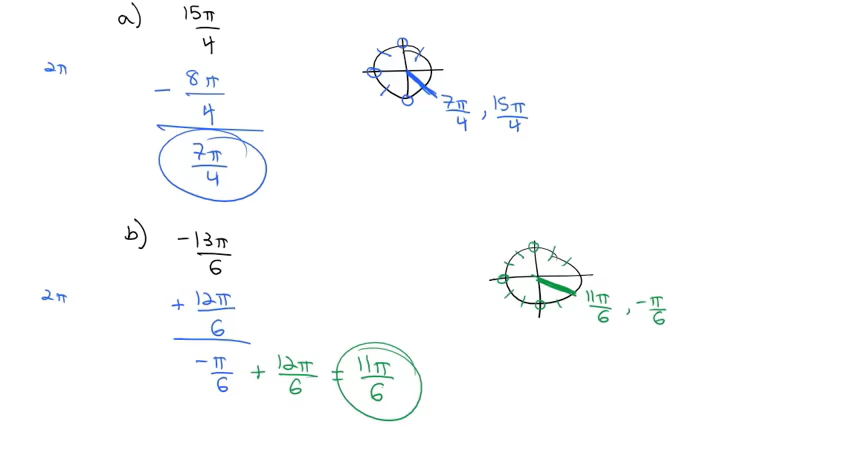 a) 15π/4
2π
- 8π/4
7π/4
7π/4 , 15π/4
b) -13π/6
2π
+ 12π/6
-π/6 + 12π/6 = 11π/6
11π/6 , -π/6